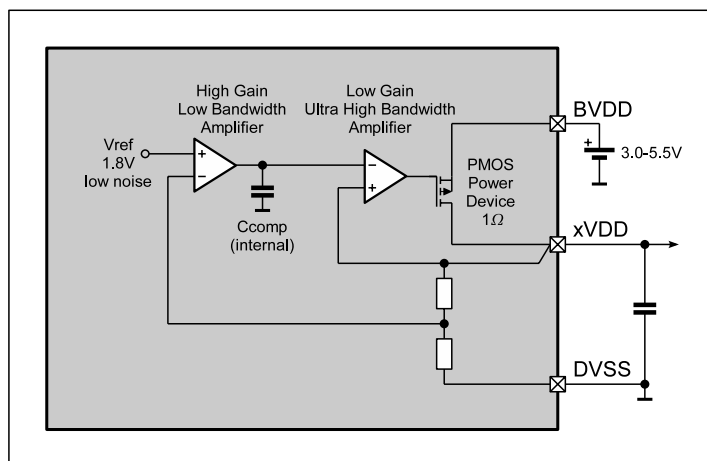 High Gain
Low Bandwidth
Amplifier
Low Gain
Ultra High Bandwidth
Amplifier
BVDD
Vref
1.8V
low noise
+
−
−
+
+
3.0-5.5V
PMOS
Power
Device
1Ω
Ccomp
(internal)
xVDD
DVSS